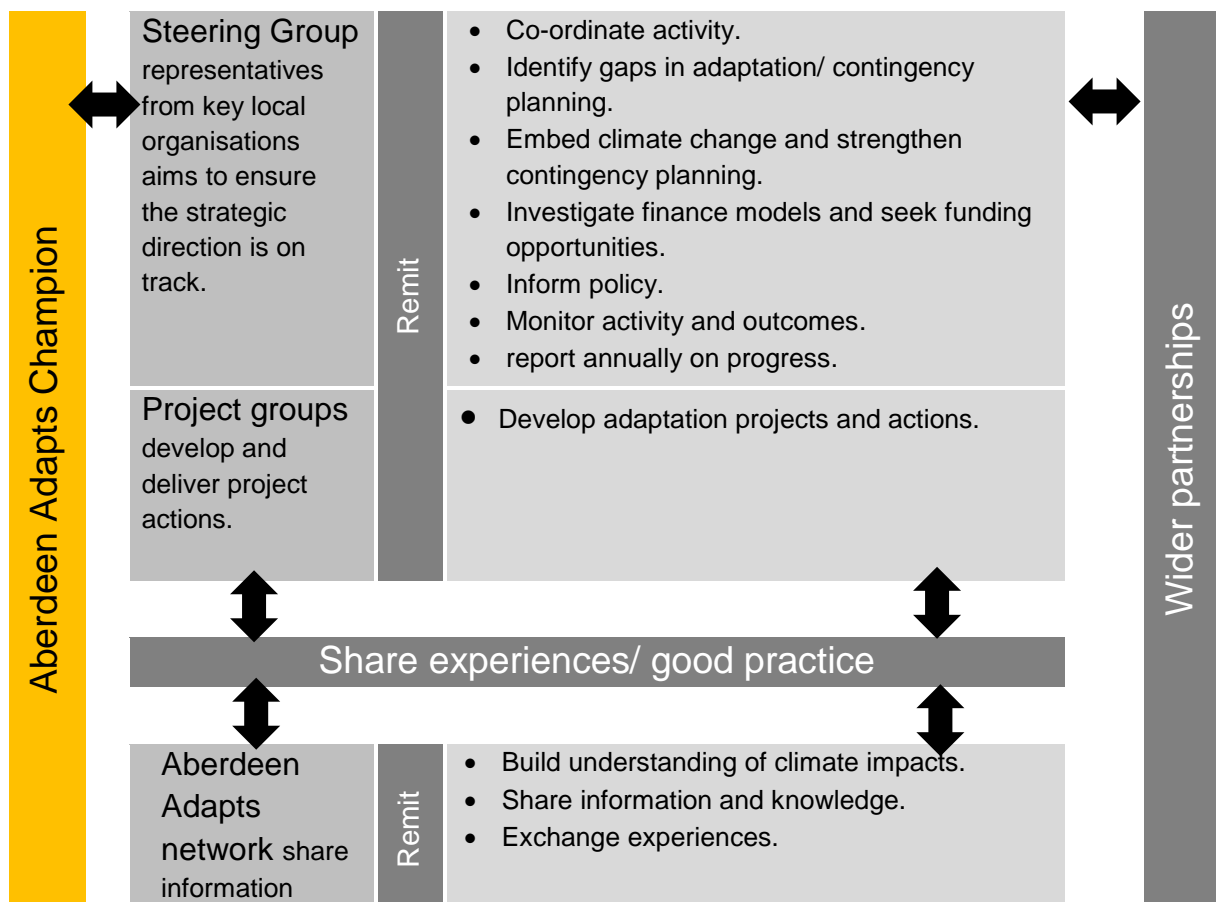 Aberdeen Adapts Champion
Steering Group
representatives
from key local
organisations
aims to ensure
the strategic
direction is on
track.
Remit
• Co-ordinate activity.
• Identify gaps in adaptation/ contingency
planning.
• Embed climate change and strengthen
contingency planning.
• Investigate finance models and seek funding
opportunities.
• Inform policy.
• Monitor activity and outcomes.
• report annually on progress.
Project groups
develop and
deliver project
actions.
• Develop adaptation projects and actions.
Share experiences/ good practice
Aberdeen
Adapts
network share
information
Remit
• Build understanding of climate impacts.
• Share information and knowledge.
• Exchange experiences.
Wider partnerships